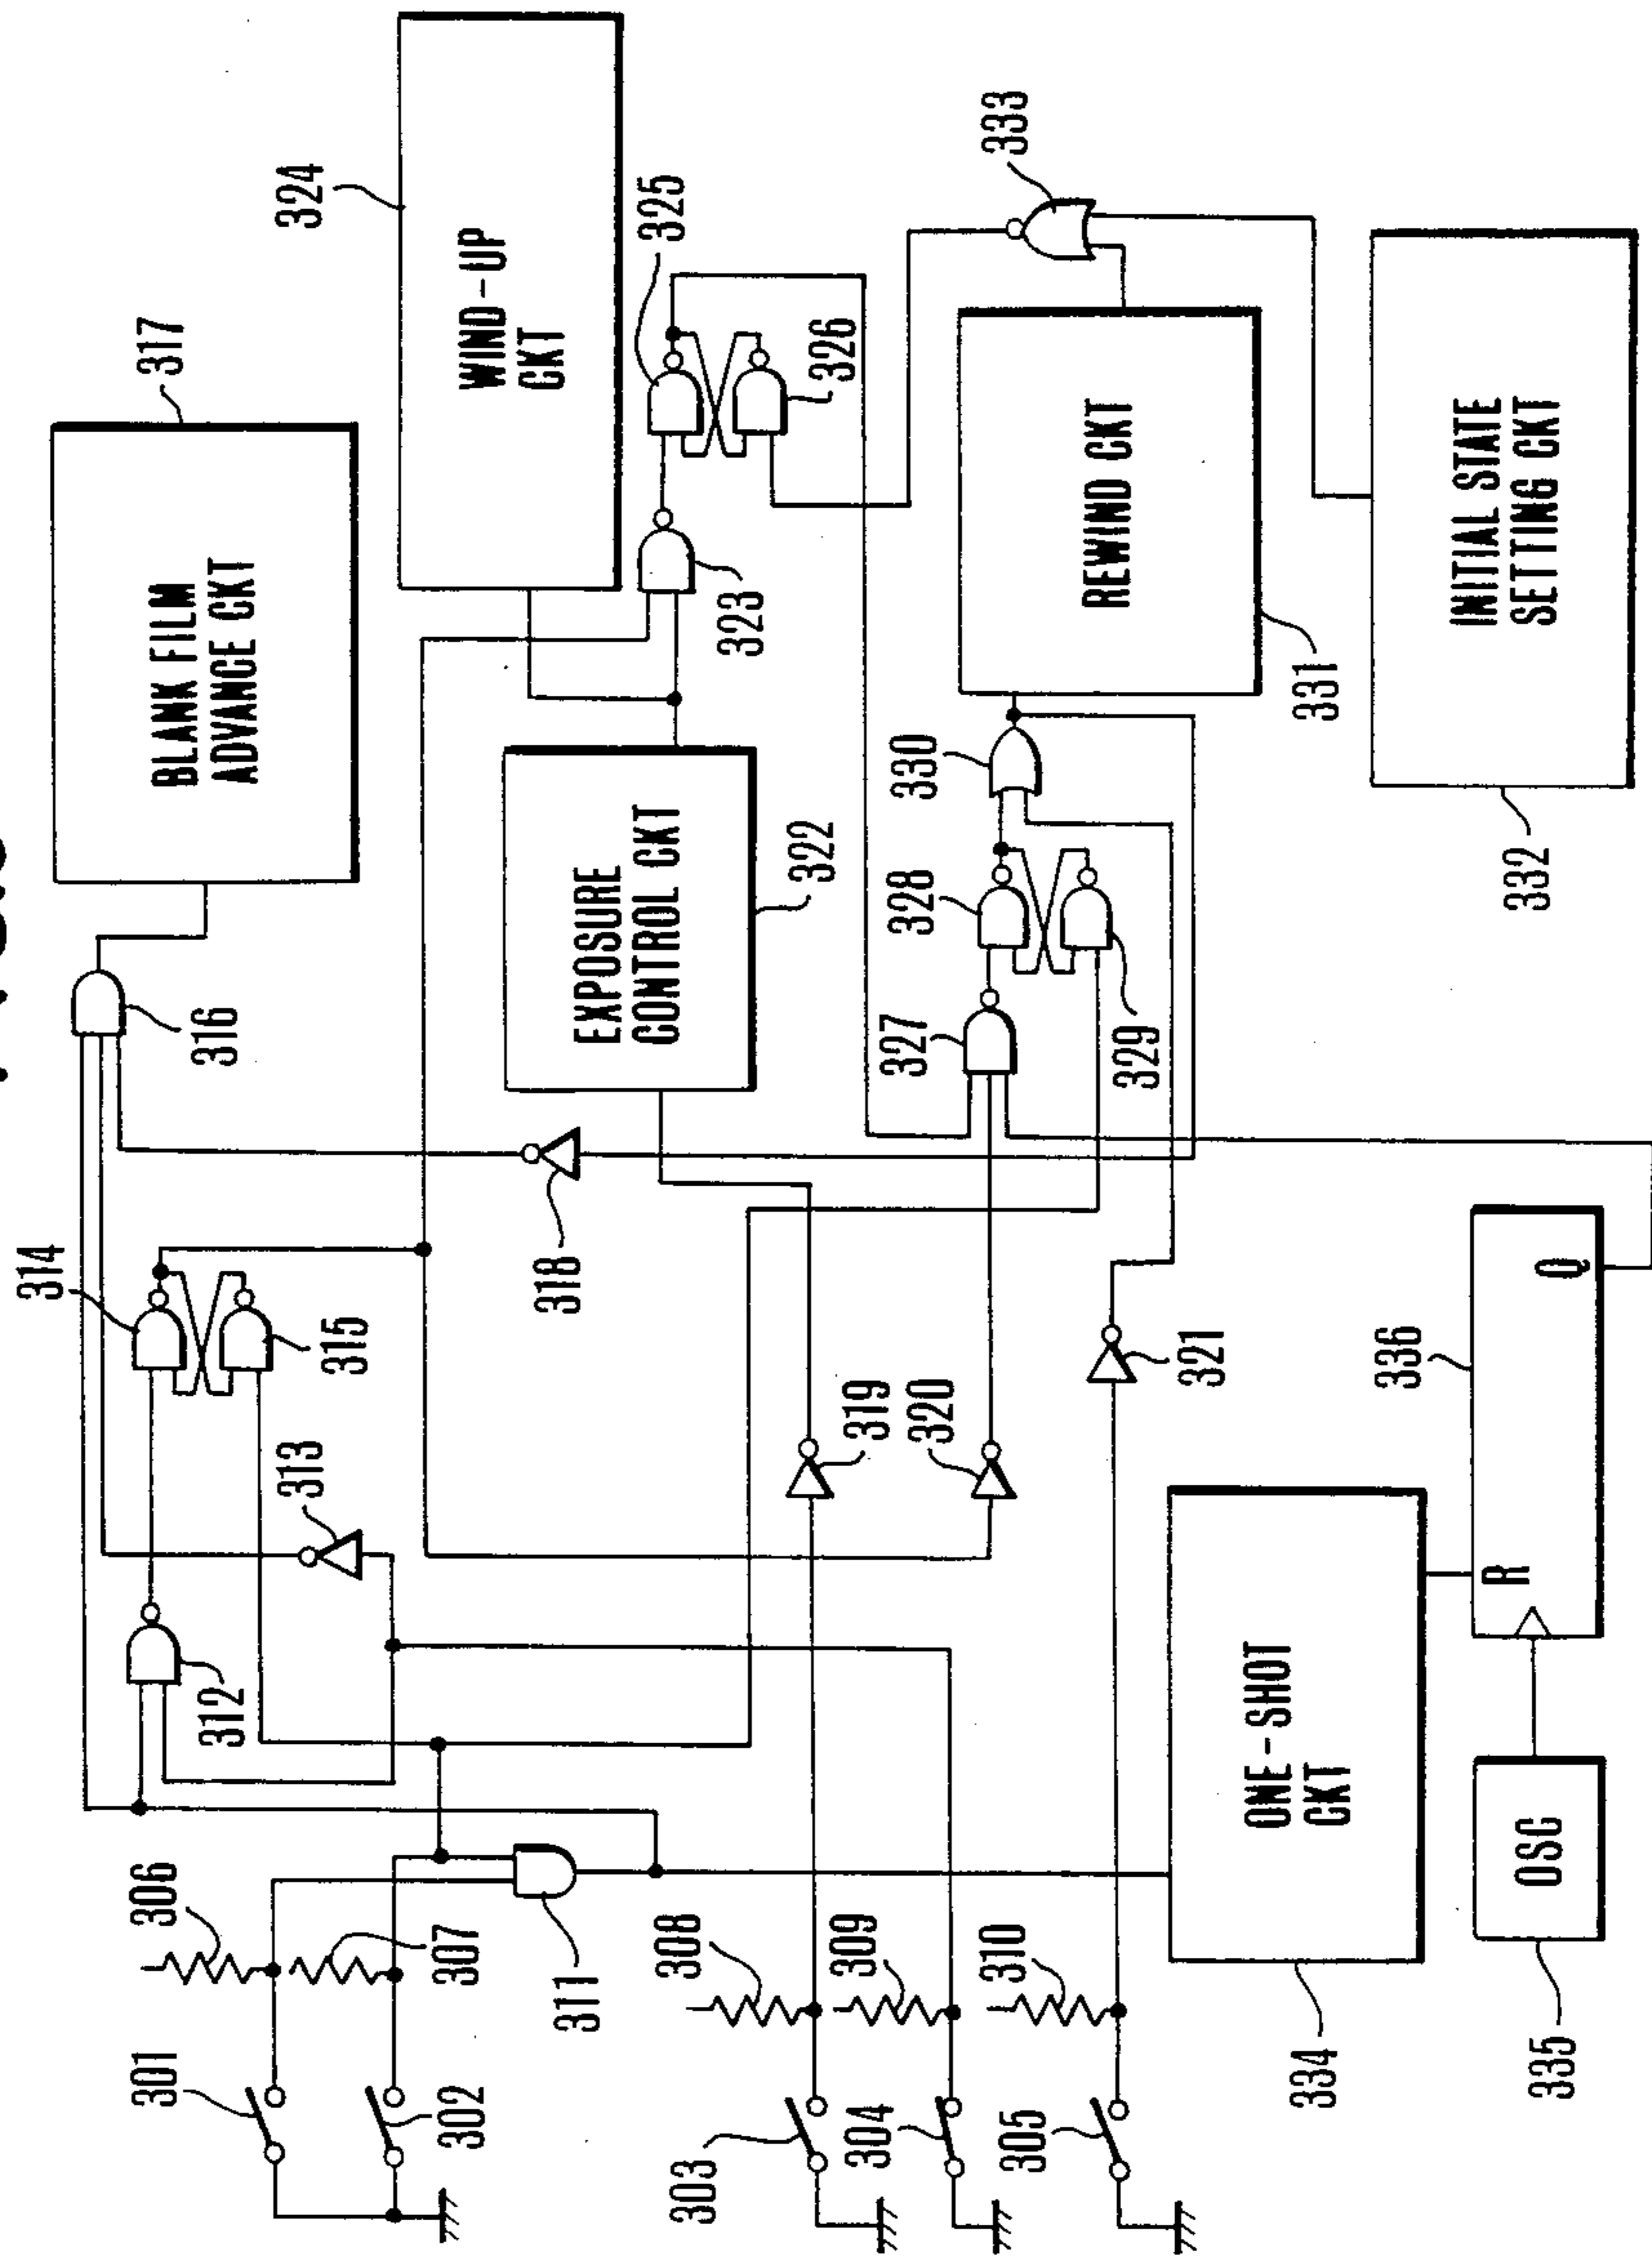 317
BLANK FILM
ADVANCE CKT
324
WIND-UP
CKT
316
314
315
312
313
318
EXPOSURE
CONTROL CKT
322
323
325
326
333
301
302
306
307
311
319
320
327
328
329
330
REWIND CKT
331
303
304
305
308
309
310
321
ONE-SHOT
CKT
334
336
R
Q
OSC
335
INITIAL STATE
SETTING CKT
332